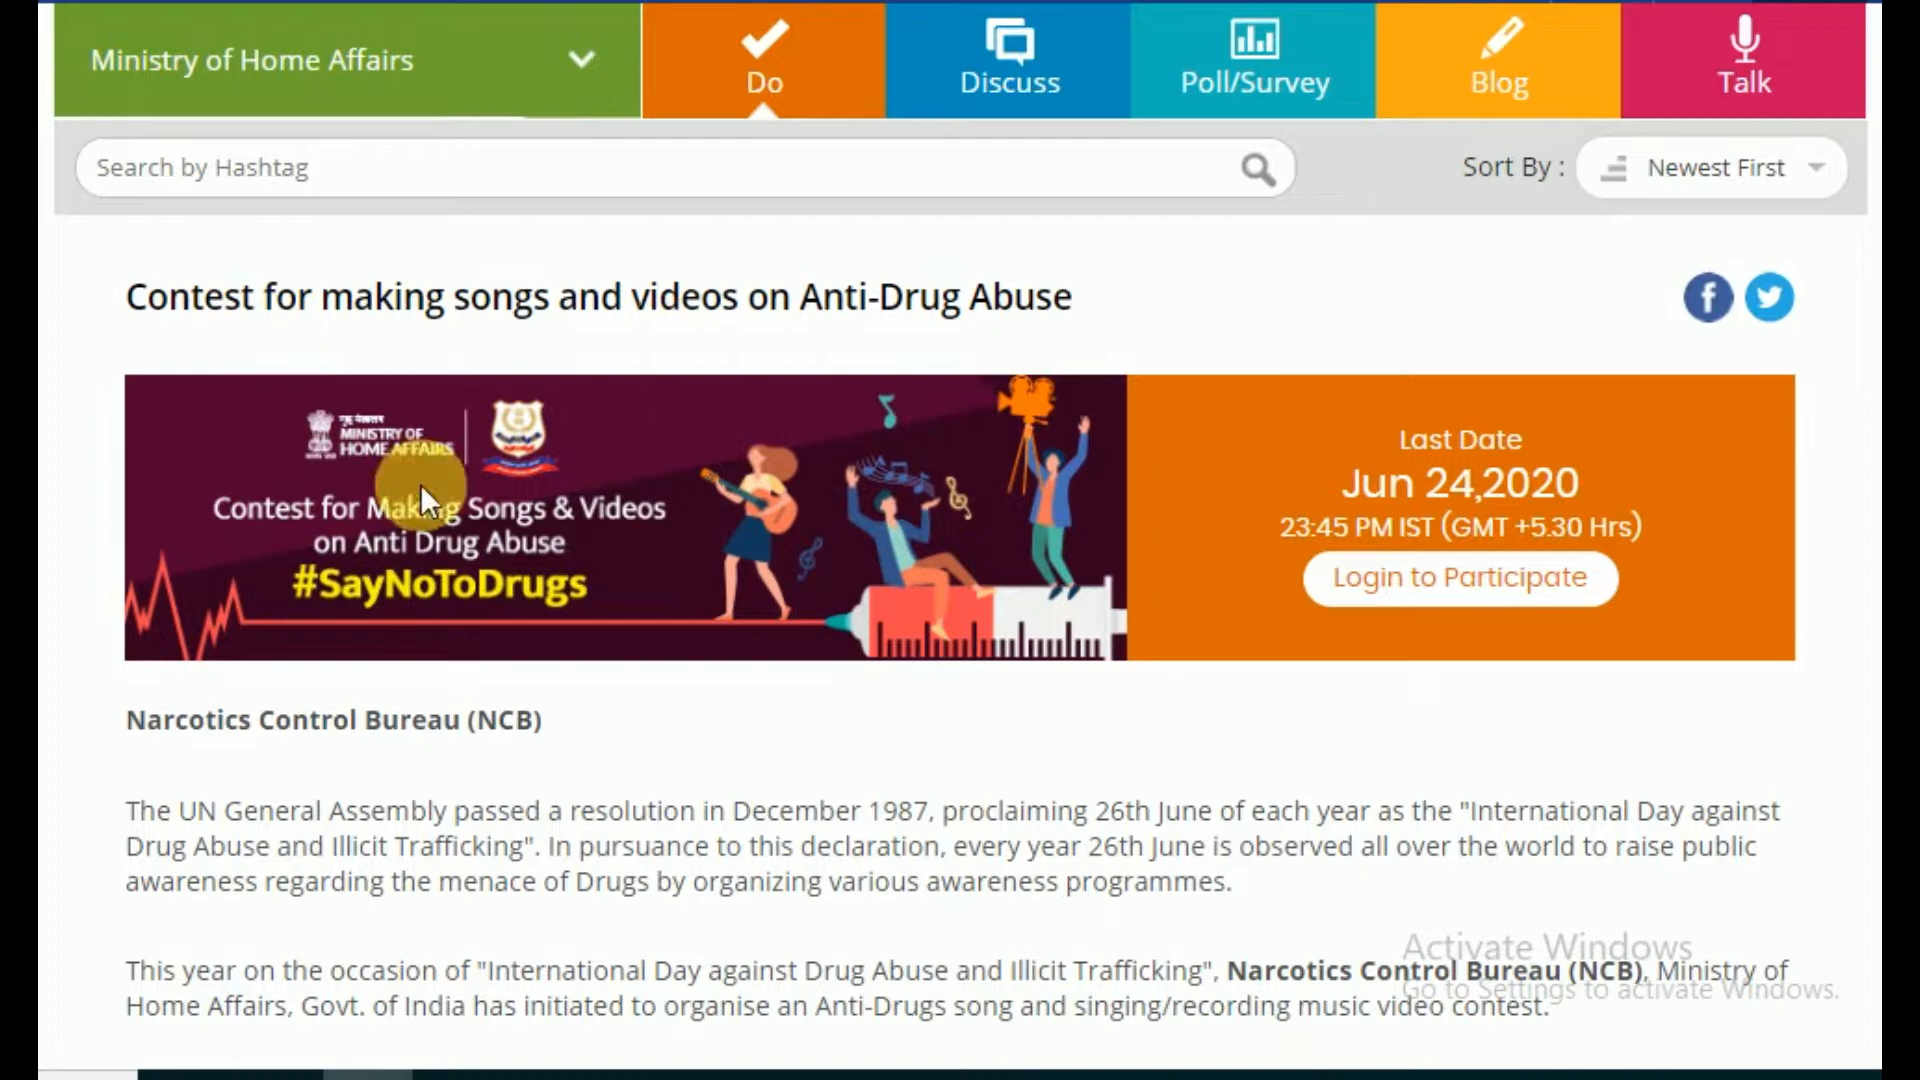 Ministry of Home Affairs
Do
Discuss
Poll/Survey
Blog
Talk
Search by Hashtag
Sort By :
Newest First
Contest for making songs and videos on Anti-Drug Abuse
MINISTRY OF
HOME AFFAIRS
Contest for Making Songs & Videos
on Anti Drug Abuse
#SayNoToDrugs
Last Date
Jun 24,2020
23:45 PM IST (GMT +5.30 Hrs)
Login to Participate
Narcotics Control Bureau (NCB)
The UN General Assembly passed a resolution in December 1987, proclaiming 26th June of each year as the "International Day against
Drug Abuse and Illicit Trafficking". In pursuance to this declaration, every year 26th June is observed all over the world to raise public
awareness regarding the menace of Drugs by organizing various awareness programmes.
This year on the occasion of "International Day against Drug Abuse and Illicit Trafficking", Narcotics Control Bureau (NCB), Ministry of
Home Affairs, Govt. of India has initiated to organise an Anti-Drugs song and singing/recording music video contest.
Activate Windows
Go to Settings to activate Windows.